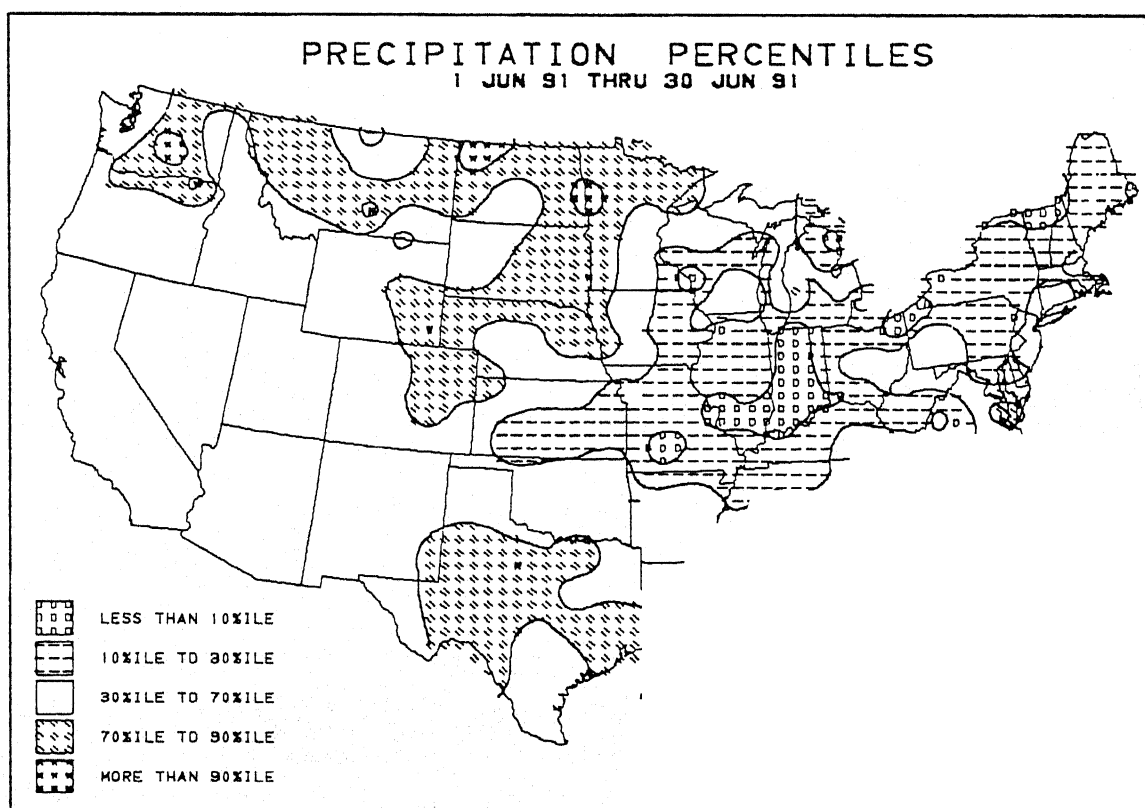 PRECIPITATION PERCENTILES
1 JUN 91 THRU 30 JUN 91
LESS THAN 10%ILE
10%ILE TO 30%ILE
30%ILE TO 70%ILE
70%ILE TO 90%ILE
MORE THAN 90%ILE